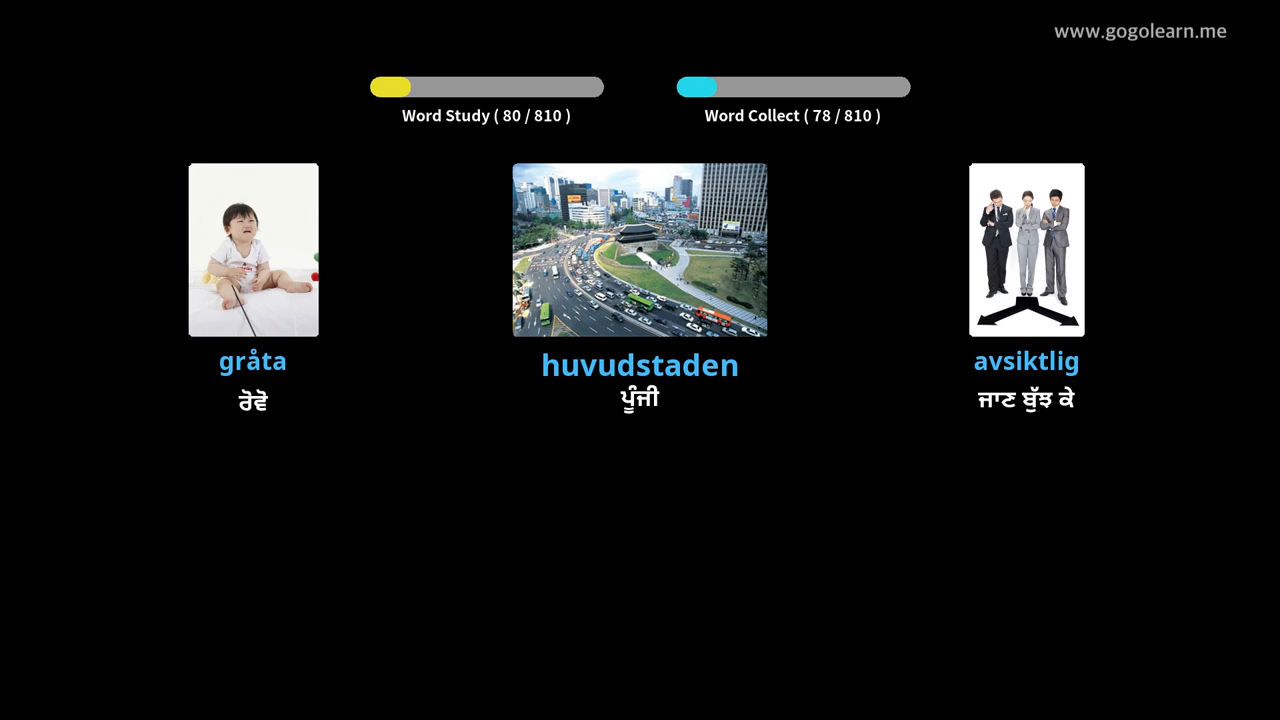 www.gogolearn.me
Word Study ( 80 / 810 )
Word Collect ( 78 / 810 )
gråta
ਰੋਵੋ
huvudstaden
ਪੂੰਜੀ
avsiktlig
ਜਾਣ ਬੁੱਝ ਕੇ